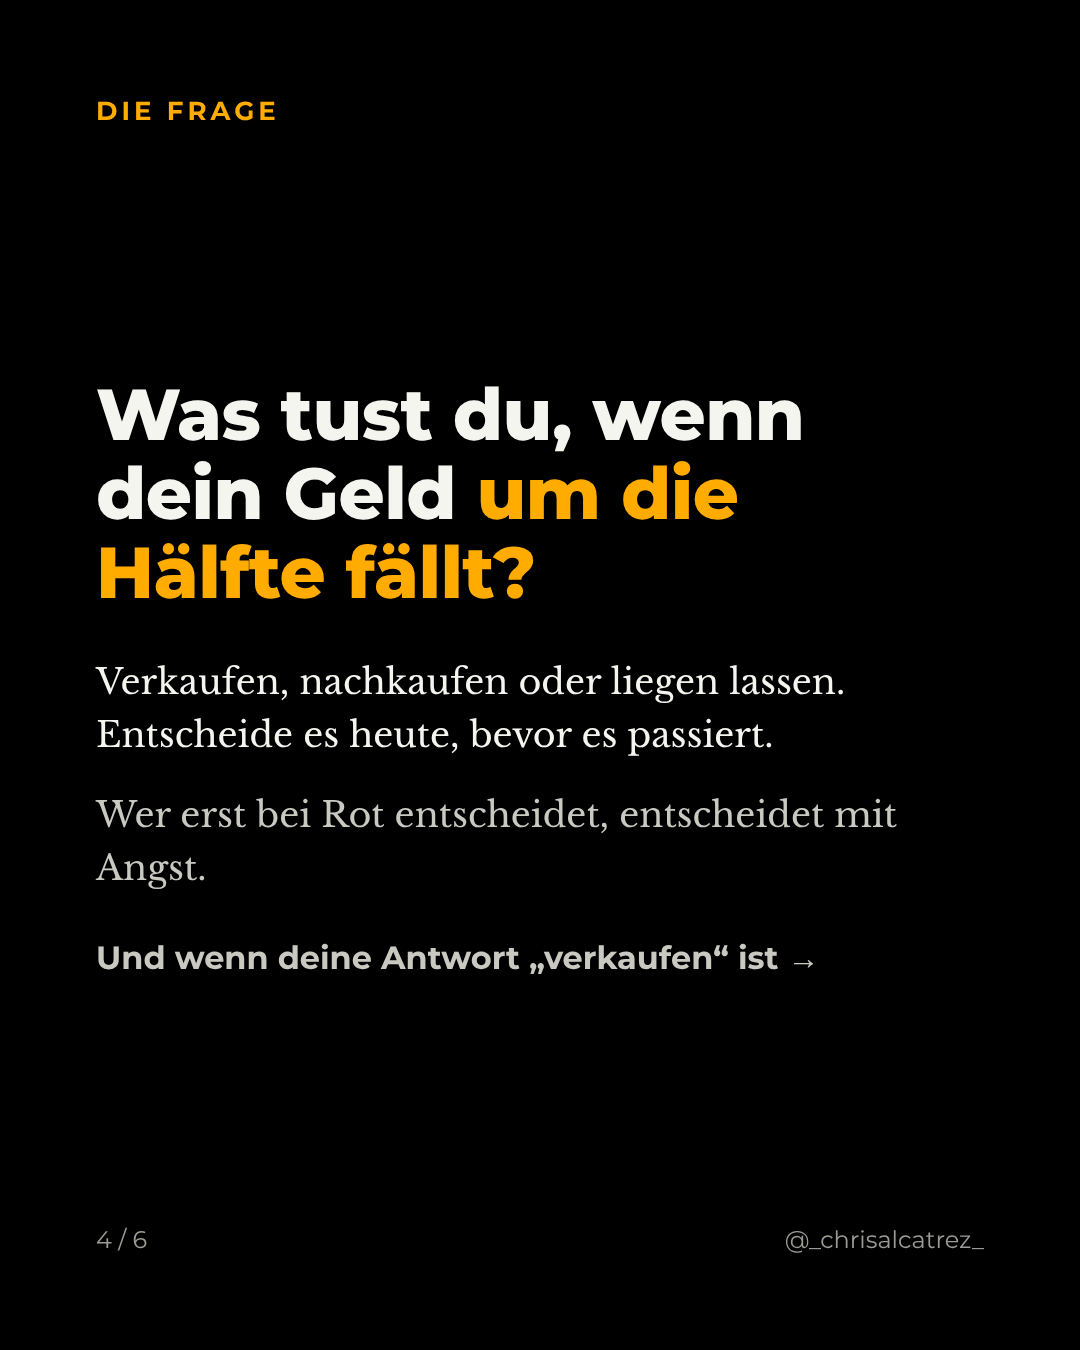 DIE FRAGE
Was tust du, wenn
dein Geld um die
Hälfte fällt?
Verkaufen, nachkaufen oder liegen lassen.
Entscheide es heute, bevor es passiert.
Wer erst bei Rot entscheidet, entscheidet mit
Angst.
Und wenn deine Antwort „verkaufen“ ist →
4 / 6
@_chrisalcatrez_